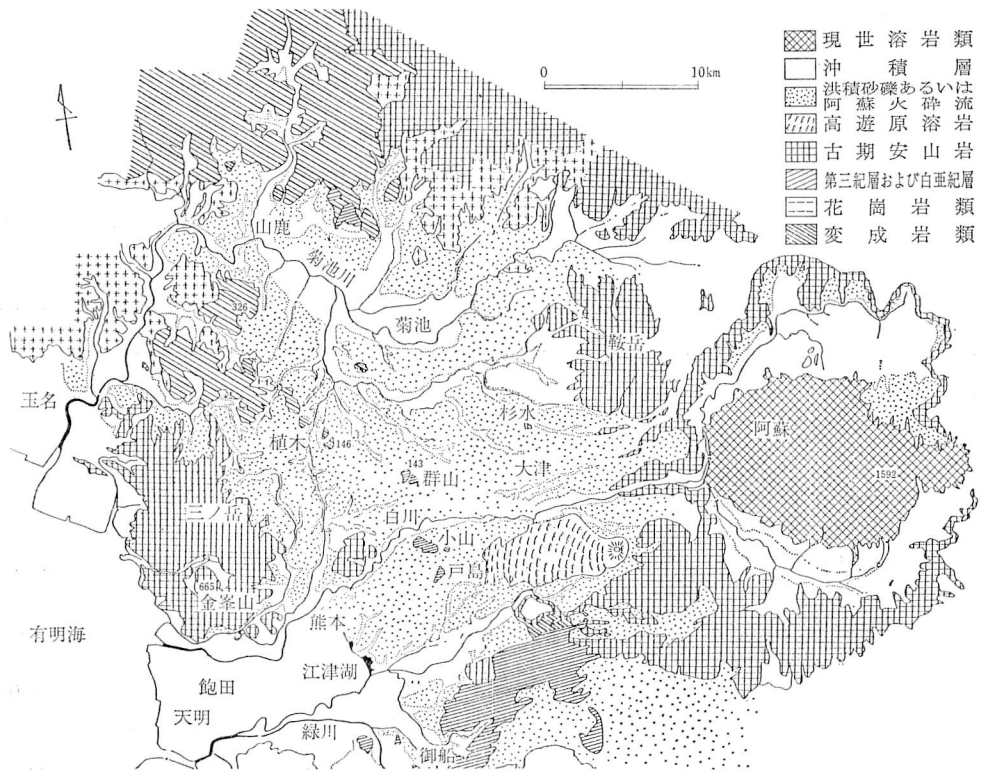 0 10km
現世溶岩類
沖積層
洪積砂礫あるいは
阿蘇火砕流
高遊原溶岩
古期安山岩
第三紀層および白亜紀層
花崗岩類
変成岩類
山鹿
菊池川
326
菊池
鞍岳
玉名
杉水
阿蘇
植木
146
143
群山
大津
1592
三ノ岳
白川
小山
戸島
金峯山
熊本
有明海
江津湖
飽田
天明
緑川
御船